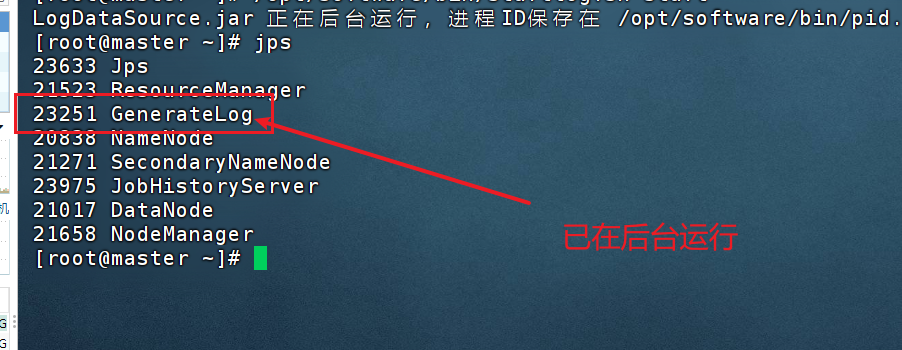 LogDataSource.jar 正在后台运行, 进程ID保存在 /opt/software/bin/pid.
[root@master ~]# jps
23633 Jps
21523 ResourceManager
23251 GenerateLog
20838 NameNode
21271 SecondaryNameNode
23975 JobHistoryServer
21017 DataNode
21658 NodeManager
[root@master ~]#
已在后台运行
机
G
G